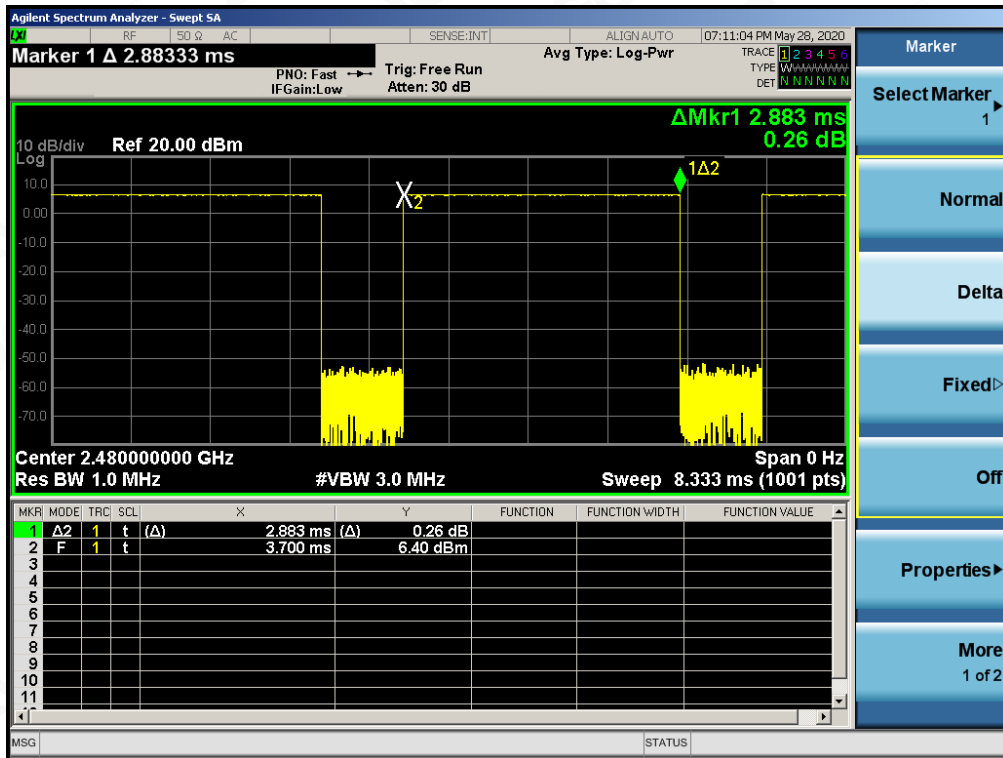 Agilent Spectrum Analyzer - Swept SA
LXI RF 50 Ω AC SENSE:INT ALIGN AUTO 07:11:04 PM May 28, 2020
Marker 1 Δ 2.88333 ms
PNO: Fast
IFGain:Low
Trig: Free Run
Atten: 30 dB
Avg Type: Log-Pwr
TRACE 1 2 3 4 5 6
TYPE WWWWWW
DET N N N N N N
ΔMkr1 2.883 ms
0.26 dB
10 dB/div Ref 20.00 dBm
Log
1Δ2
10.0
2
0.00
-10.0
-20.0
-30.0
-40.0
-50.0
-60.0
-70.0
Center 2.480000000 GHz Span 0 Hz
Res BW 1.0 MHz #VBW 3.0 MHz Sweep 8.333 ms (1001 pts)
MKR MODE TRC SCL X Y FUNCTION FUNCTION WIDTH FUNCTION VALUE
1 Δ2 1 t (Δ) 2.883 ms (Δ) 0.26 dB
2 F 1 t 3.700 ms 6.40 dBm
3
4
5
6
7
8
9
10
11
MSG STATUS
Marker
Select Marker
1
Normal
Delta
Fixed
Off
Properties
More
1 of 2